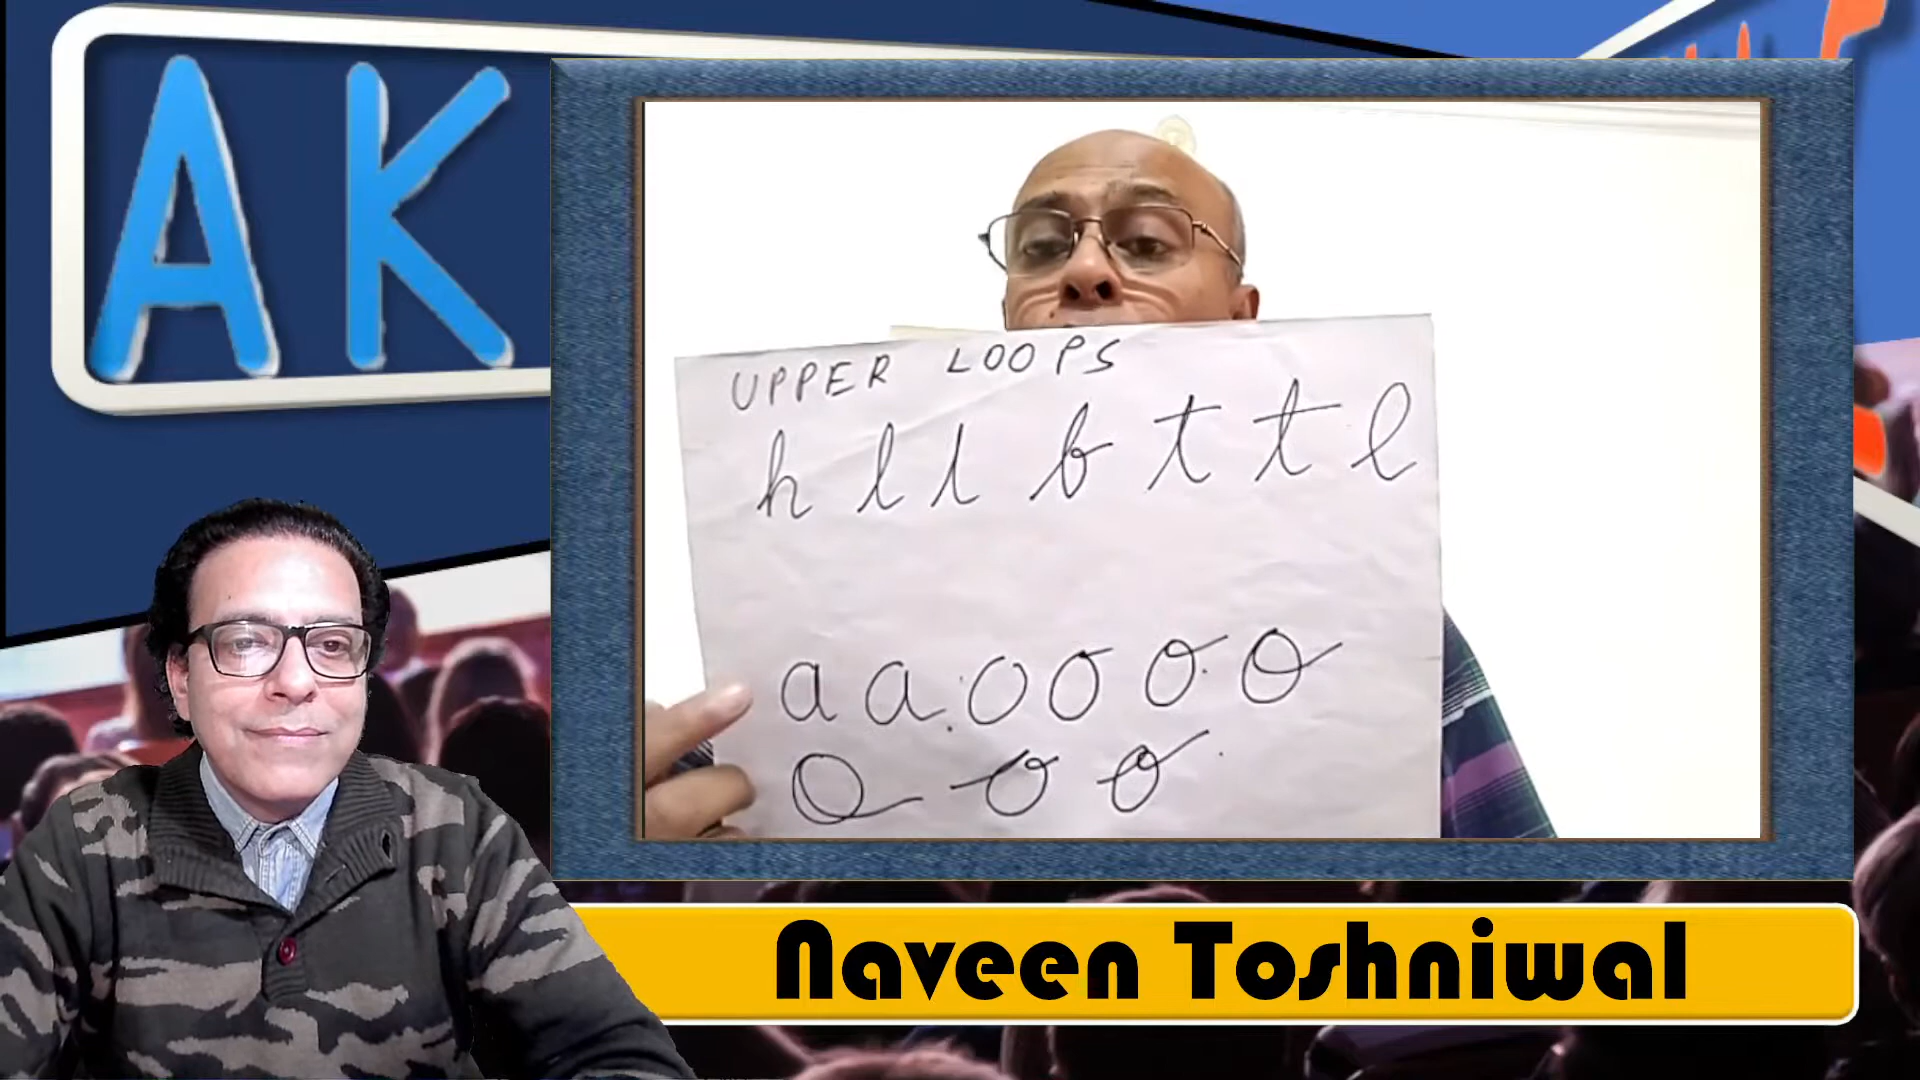 AK
UPPER LOOPS
h l l b t t l
a a o o o o
o o o
Naveen Toshniwal